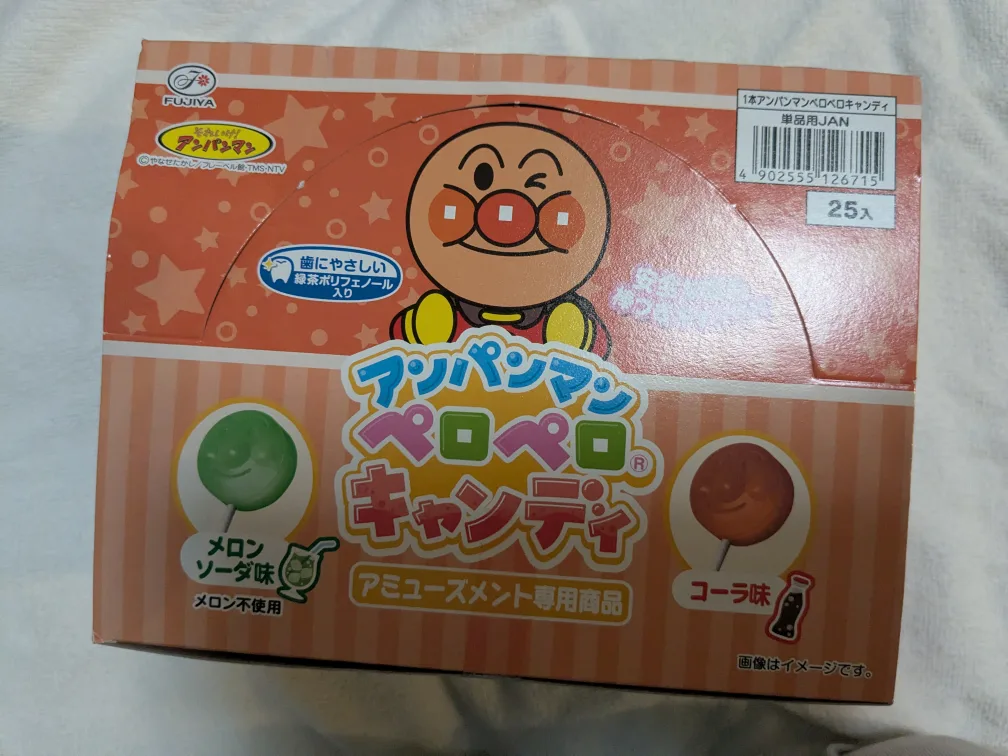 FUJIYA
それいけ!
アンパンマン
©やなせたかし/フレーベル館・TMS・NTV
1本アンパンマンペロペロキャンディ
単品用JAN
4 902555 126715
25入
歯にやさしい
緑茶ポリフェノール
入り
アンパンマン
ペロペロ®
キャンディ
アミューズメント専用商品
メロン
ソーダ味
メロン不使用
コーラ味
画像はイメージです。